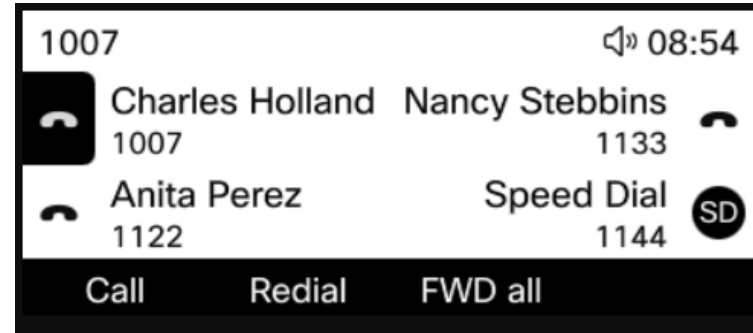 1007 08:54
Charles Holland Nancy Stebbins
1007 1133
Anita Perez Speed Dial SD
1122 1144
Call Redial FWD all